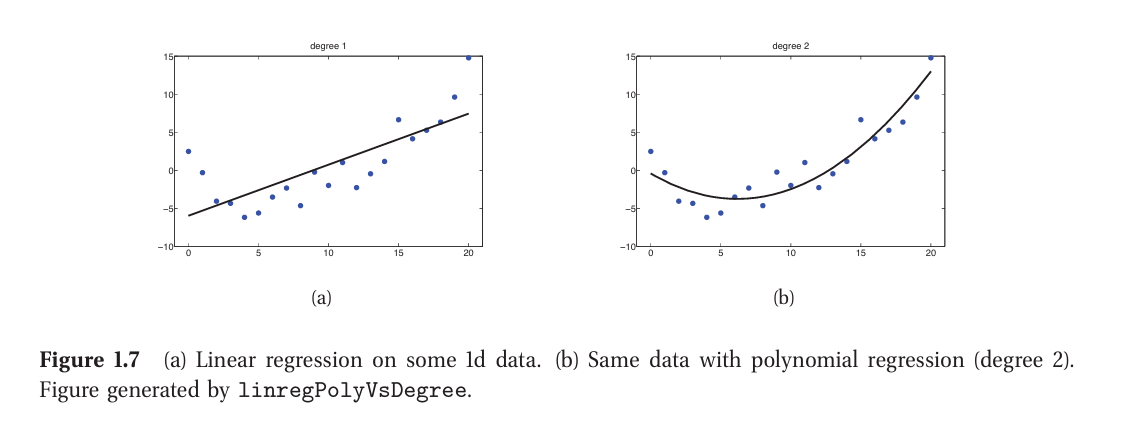 degree 1
15
10
5
0
−5
−10
0 5 10 15 20
(a)
degree 2
15
10
5
0
−5
−10
0 5 10 15 20
(b)
Figure 1.7 (a) Linear regression on some 1d data. (b) Same data with polynomial regression (degree 2).
Figure generated by linregPolyVsDegree.